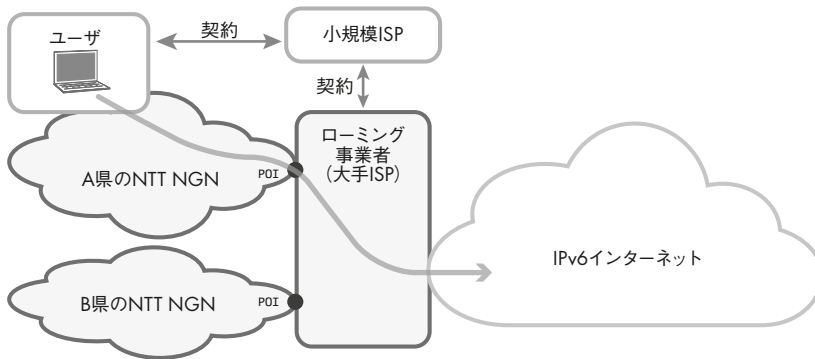 ユーザ
契約
小規模ISP
契約
ローミング
事業者
(大手ISP)
A県のNTT NGN
POI
IPv6インターネット
B県のNTT NGN
POI